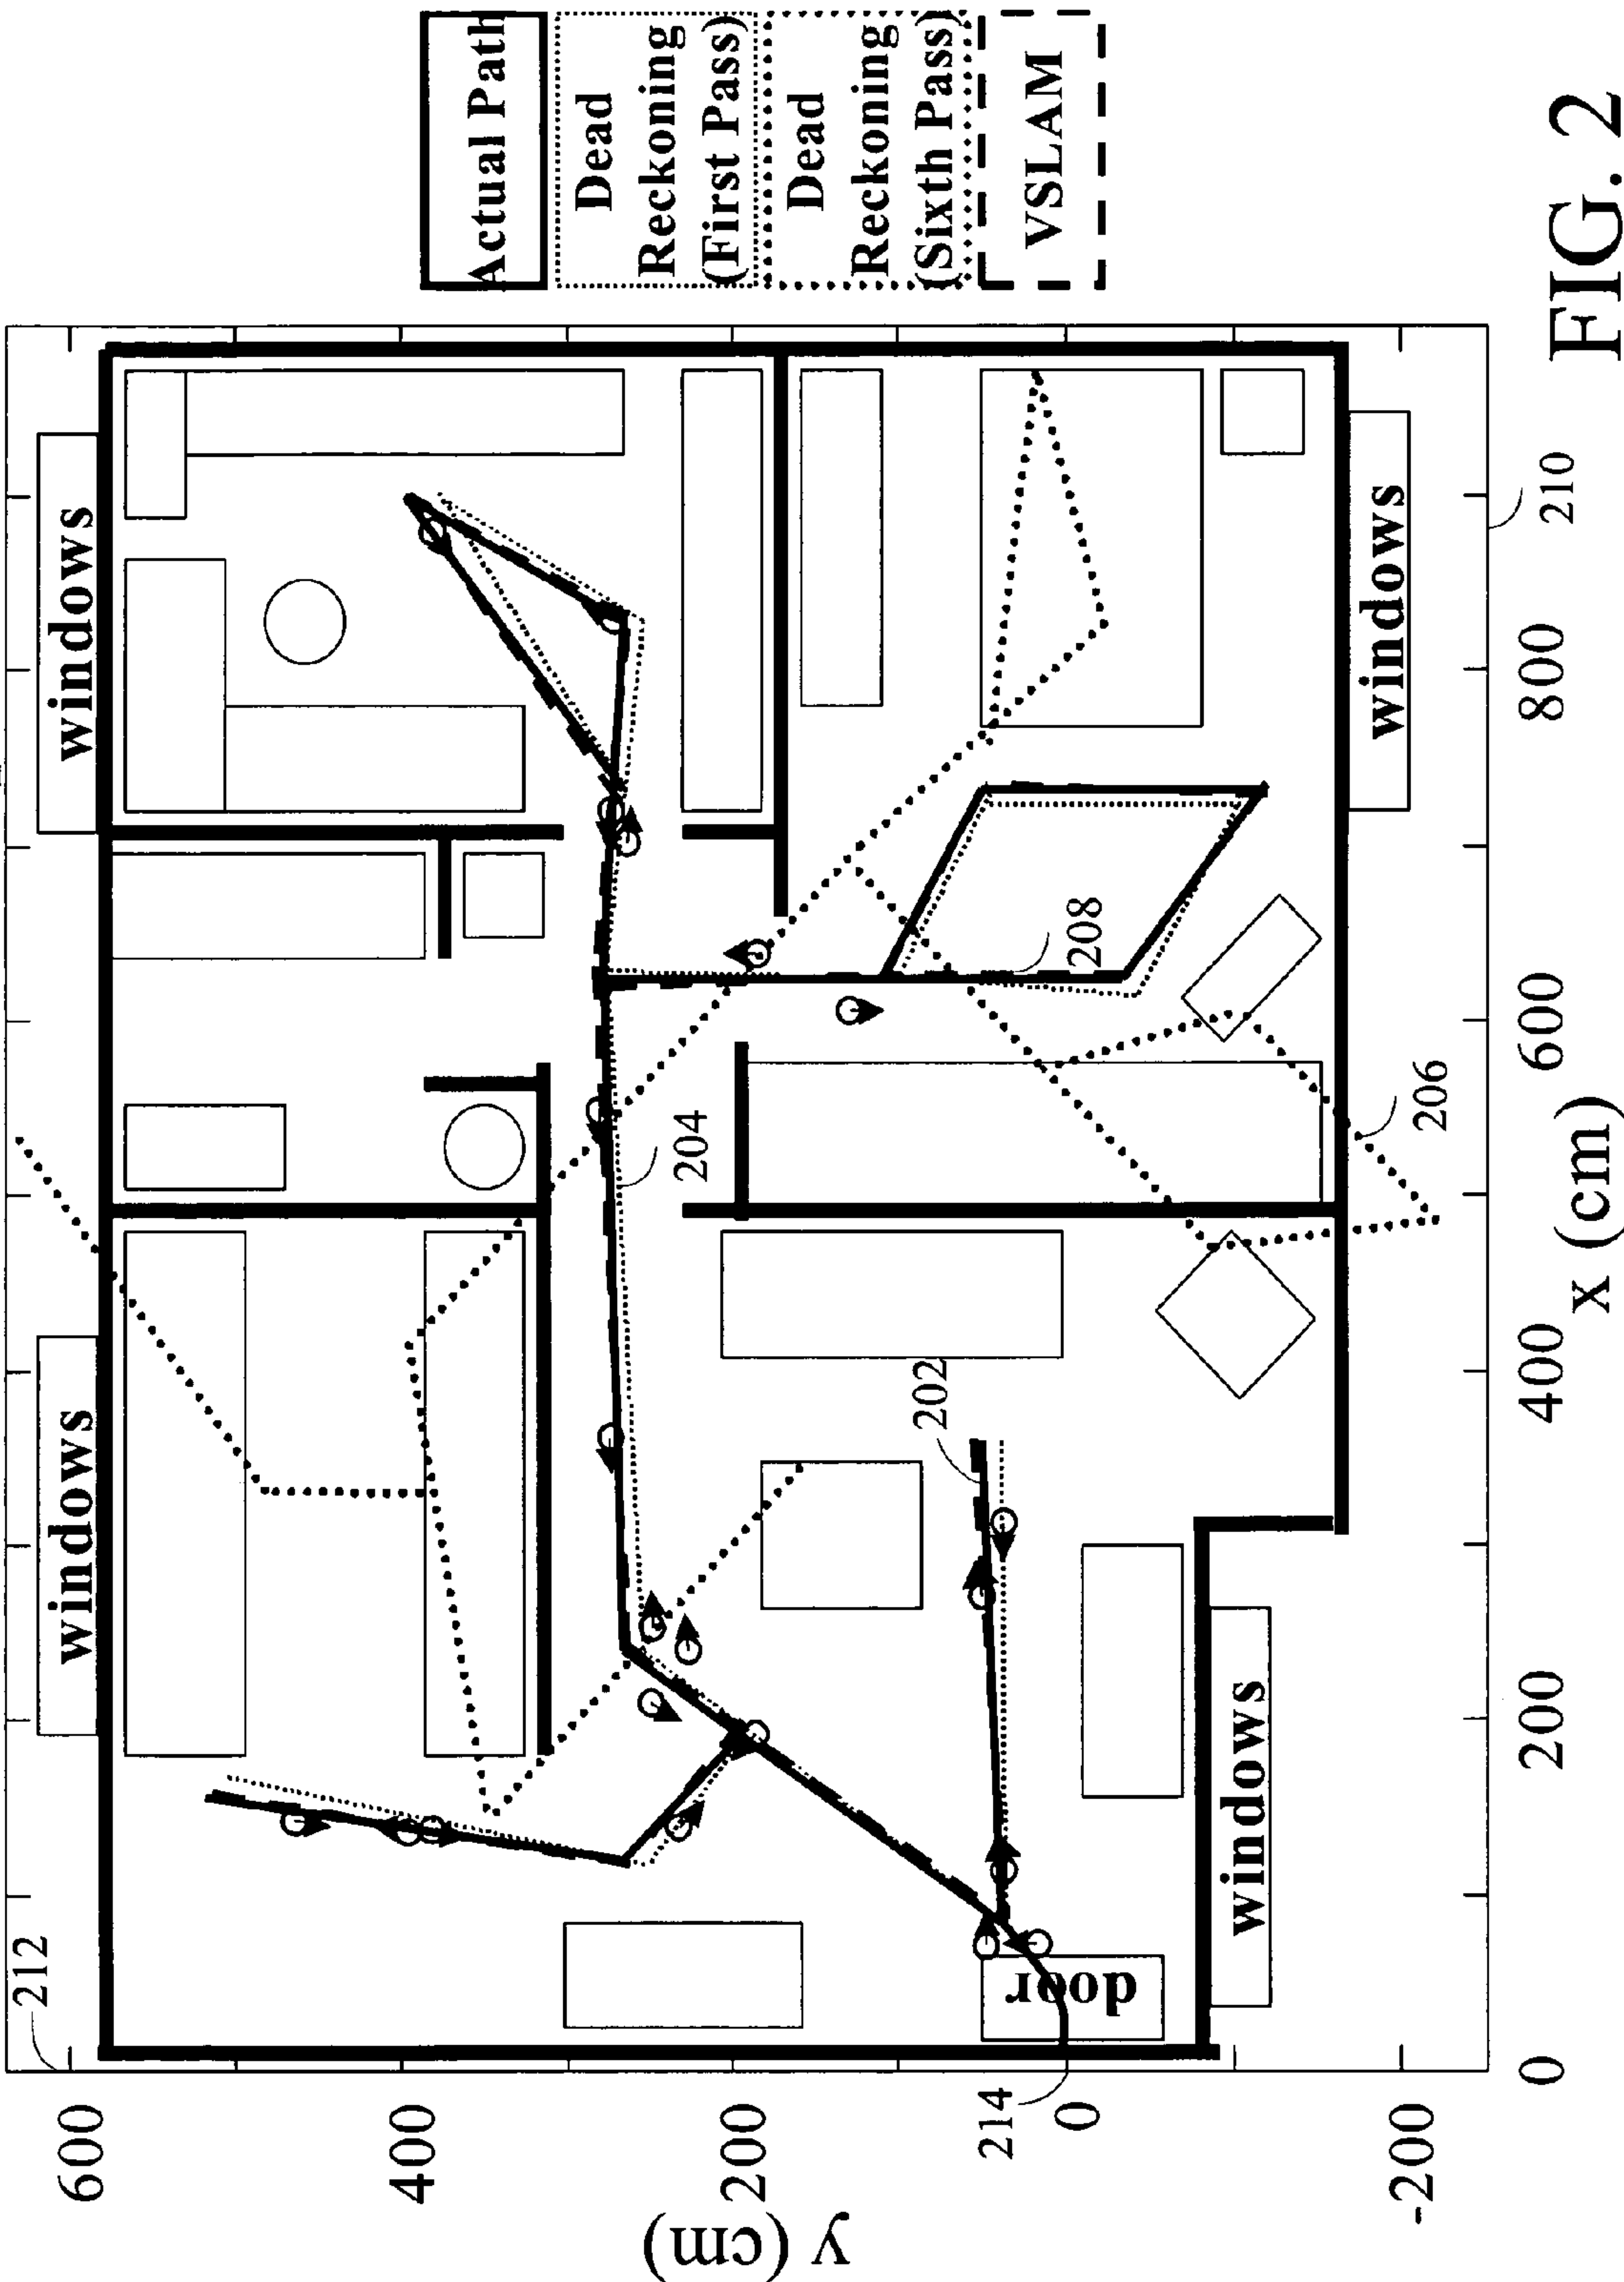 212
windows
windows
600
400
200
0
-200
y (cm)
204
202
208
206
214
door
windows
windows
210
0
200
400
600
800
x (cm)
Actual Path
Dead
Reckoning
(First Pass)
Dead
Reckoning
(Sixth Pass)
VSLAM
FIG. 2